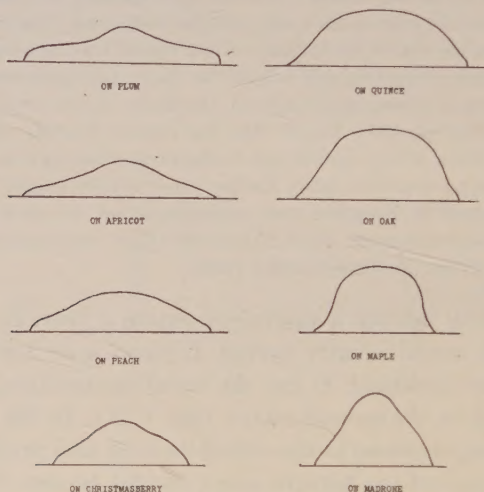 ON PLUM
ON QUINCE
ON APRICOT
ON OAK
ON PEACH
ON MAPLE
ON CHRISTMASBERRY
ON MADRONE